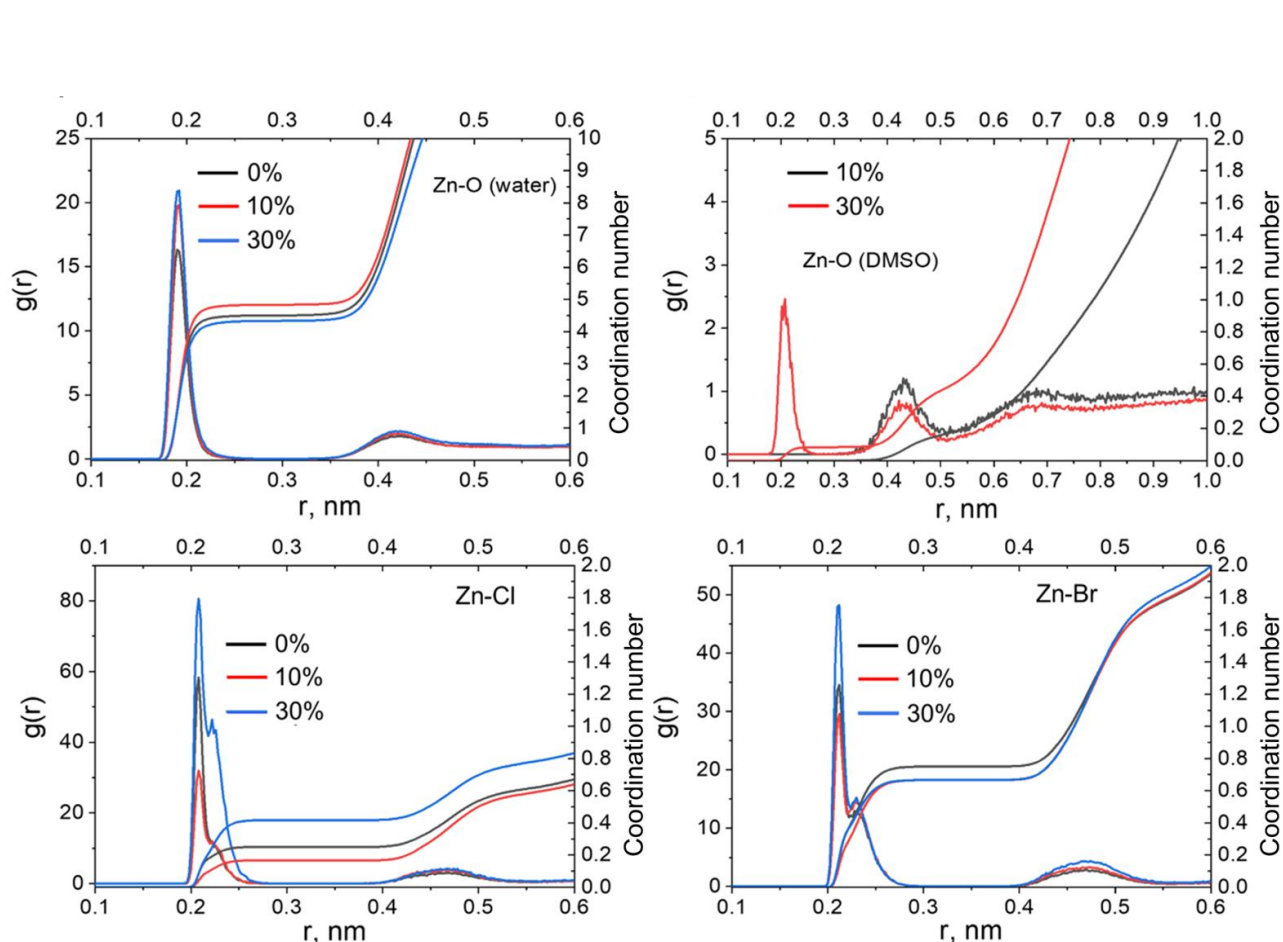 0.1 0.2 0.3 0.4 0.5 0.6
25 20 15 10 5 0
g(r)
0%
10%
30%
Zn-O (water)
10 9 8 7 6 5 4 3 2 1 0
Coordination number
0.1 0.2 0.3 0.4 0.5 0.6
r, nm
0.1 0.2 0.3 0.4 0.5 0.6 0.7 0.8 0.9 1.0
5 4 3 2 1 0
g(r)
10%
30%
Zn-O (DMSO)
2.0 1.8 1.6 1.4 1.2 1.0 0.8 0.6 0.4 0.2 0.0
Coordination number
0.1 0.2 0.3 0.4 0.5 0.6 0.7 0.8 0.9 1.0
r, nm
0.1 0.2 0.3 0.4 0.5 0.6
80 60 40 20 0
g(r)
Zn-Cl
0%
10%
30%
2.0 1.8 1.6 1.4 1.2 1.0 0.8 0.6 0.4 0.2 0.0
Coordination number
0.1 0.2 0.3 0.4 0.5 0.6
r, nm
0.1 0.2 0.3 0.4 0.5 0.6
50 40 30 20 10 0
g(r)
Zn-Br
0%
10%
30%
2.0 1.8 1.6 1.4 1.2 1.0 0.8 0.6 0.4 0.2 0.0
Coordination number
0.1 0.2 0.3 0.4 0.5 0.6
r, nm